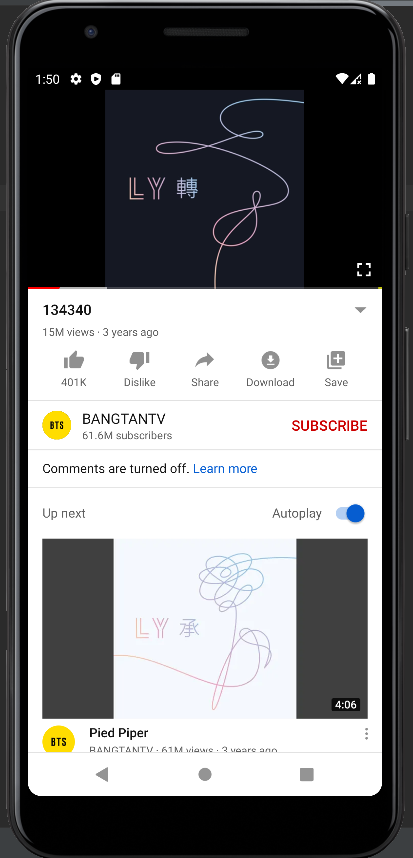 1:50
LY 轉
134340
15M views · 3 years ago
401K Dislike Share Download Save
BTS BANGTANTV
61.6M subscribers
SUBSCRIBE
Comments are turned off. Learn more
Up next Autoplay
LY 承
4:06
BTS Pied Piper
BANGTANTV · 61M views · 3 years ago